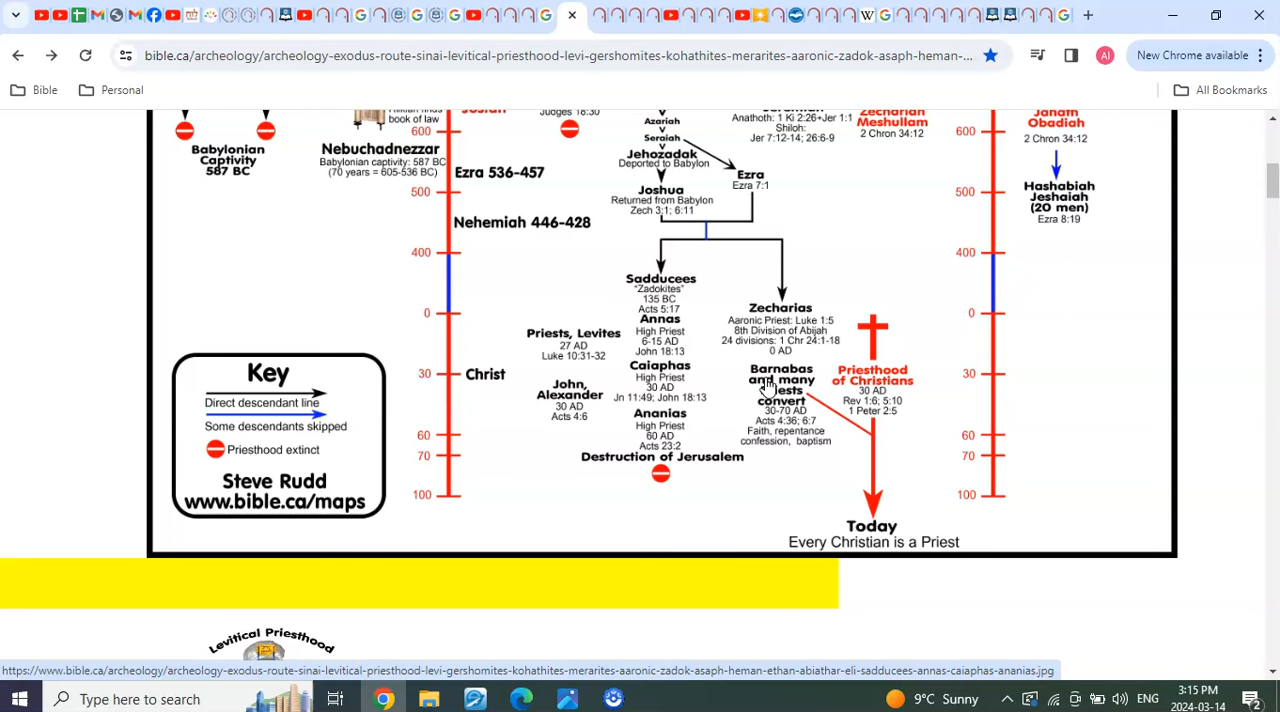 New Chrome available
bible.ca/archeology/archeology-exodus-route-sinai-levitical-priesthood-levi-gershomites-kohathites-merarites-aaronic-zadok-asaph-heman-...
AI
Bible
Personal
All Bookmarks
book of law
Judges 18:30
Azariah
v
Seraiah
v
Anathoth: 1 Ki 2:26+Jer 1:1
Shiloh:
Jer 7:12-14; 26:6-9
Zechariah
Meshullam
2 Chron 34:12
Jahath
Obadiah
2 Chron 34:12
600
600
Babylonian
Captivity
587 BC
Nebuchadnezzar
Babylonian captivity: 587 BC
(70 years = 605-536 BC)
Ezra 536-457
Jehozadak
Deported to Babylon
Ezra
Ezra 7:1
Joshua
Returned from Babylon
Zech 3:1; 6:11
Hashabiah
Jeshaiah
(20 men)
Ezra 8:19
500
500
Nehemiah 446-428
400
400
Sadducees
"Zadokites"
135 BC
Acts 5:17
Annas
High Priest
6-15 AD
John 18:13
Caiaphas
High Priest
30 AD
Jn 11:49; John 18:13
Ananias
High Priest
60 AD
Acts 23:2
Destruction of Jerusalem
Zecharias
Aaronic Priest: Luke 1:5
8th Division of Abijah
24 divisions: 1 Chr 24:1-18
0 AD
0
0
Priests, Levites
27 AD
Luke 10:31-32
30
Christ
30
John,
Alexander
30 AD
Acts 4:6
Barnabas
and many
convert
30-70 AD
Acts 4:36; 6:7
Faith, repentance
confession, baptism
Priesthood
of Christians
30 AD
Rev 1:6; 5:10
1 Peter 2:5
60
60
70
70
100
100
Today
Every Christian is a Priest
Key
Direct descendant line
Some descendants skipped
Priesthood extinct
Steve Rudd
www.bible.ca/maps
Levitical Priesthood
https://www.bible.ca/archeology/archeology-exodus-route-sinai-levitical-priesthood-levi-gershomites-kohathites-merarites-aaronic-zadok-asaph-heman-ethan-abiathar-eli-sadducees-annas-caiaphas-ananias.jpg
Type here to search
9°C Sunny
ENG
3:15 PM
2024-03-14
2